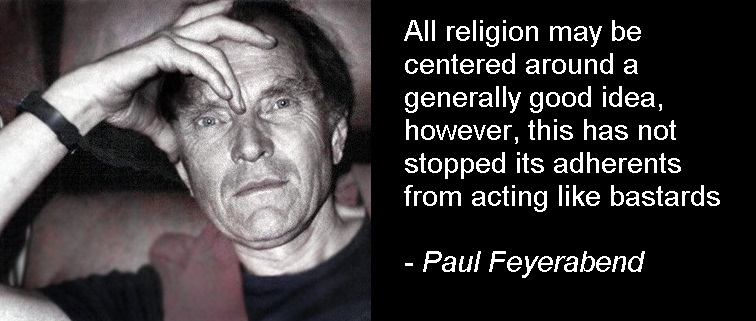 All religion may be
centered around a
generally good idea,
however, this has not
stopped its adherents
from acting like bastards
- Paul Feyerabend